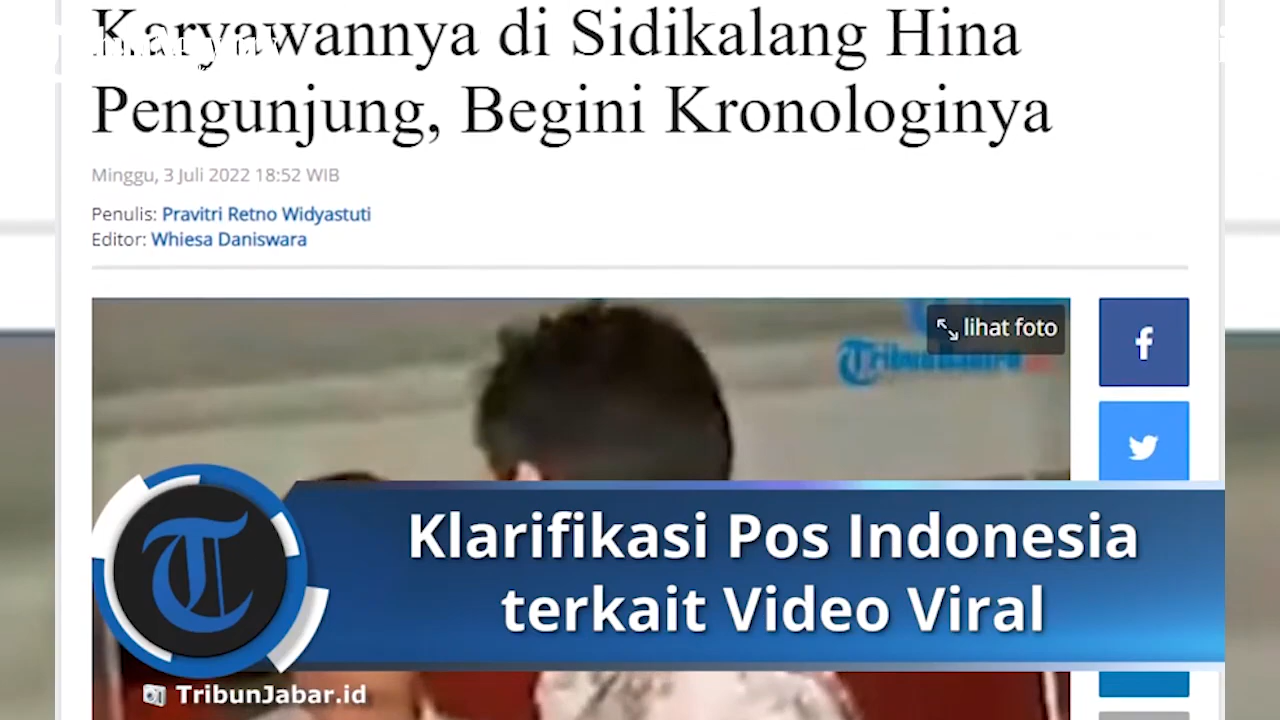 Karyawannya di Sidikalang Hina
Pengunjung, Begini Kronologinya
Minggu, 3 Juli 2022 18:52 WIB
Penulis: Pravitri Retno Widyastuti
Editor: Whiesa Daniswara
lihat foto
Klarifikasi Pos Indonesia
terkait Video Viral
TribunJabar.id